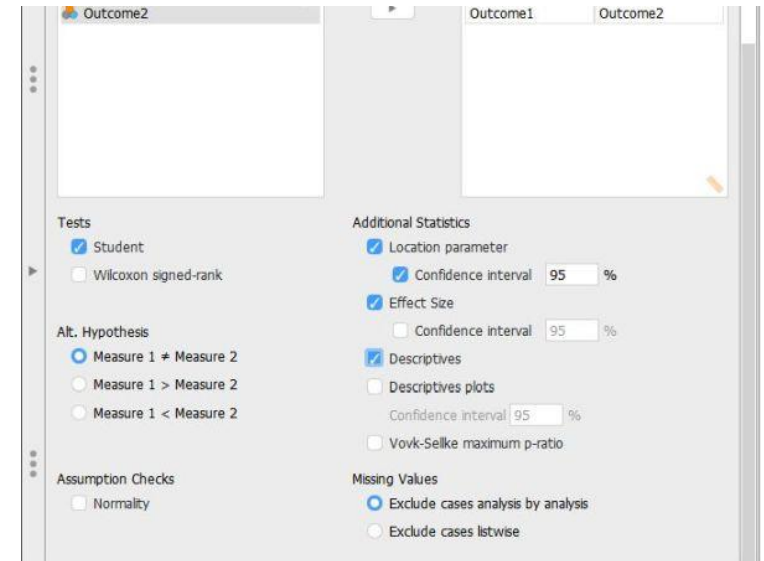 Outcome2
Outcome1 Outcome2
Tests
Student
Wilcoxon signed-rank
Alt. Hypothesis
Measure 1 ≠ Measure 2
Measure 1 > Measure 2
Measure 1 < Measure 2
Assumption Checks
Normality
Additional Statistics
Location parameter
Confidence interval 95 %
Effect Size
Confidence interval 95 %
Descriptives
Descriptives plots
Confidence interval 95 %
Vovk-Sellke maximum p-ratio
Missing Values
Exclude cases analysis by analysis
Exclude cases listwise